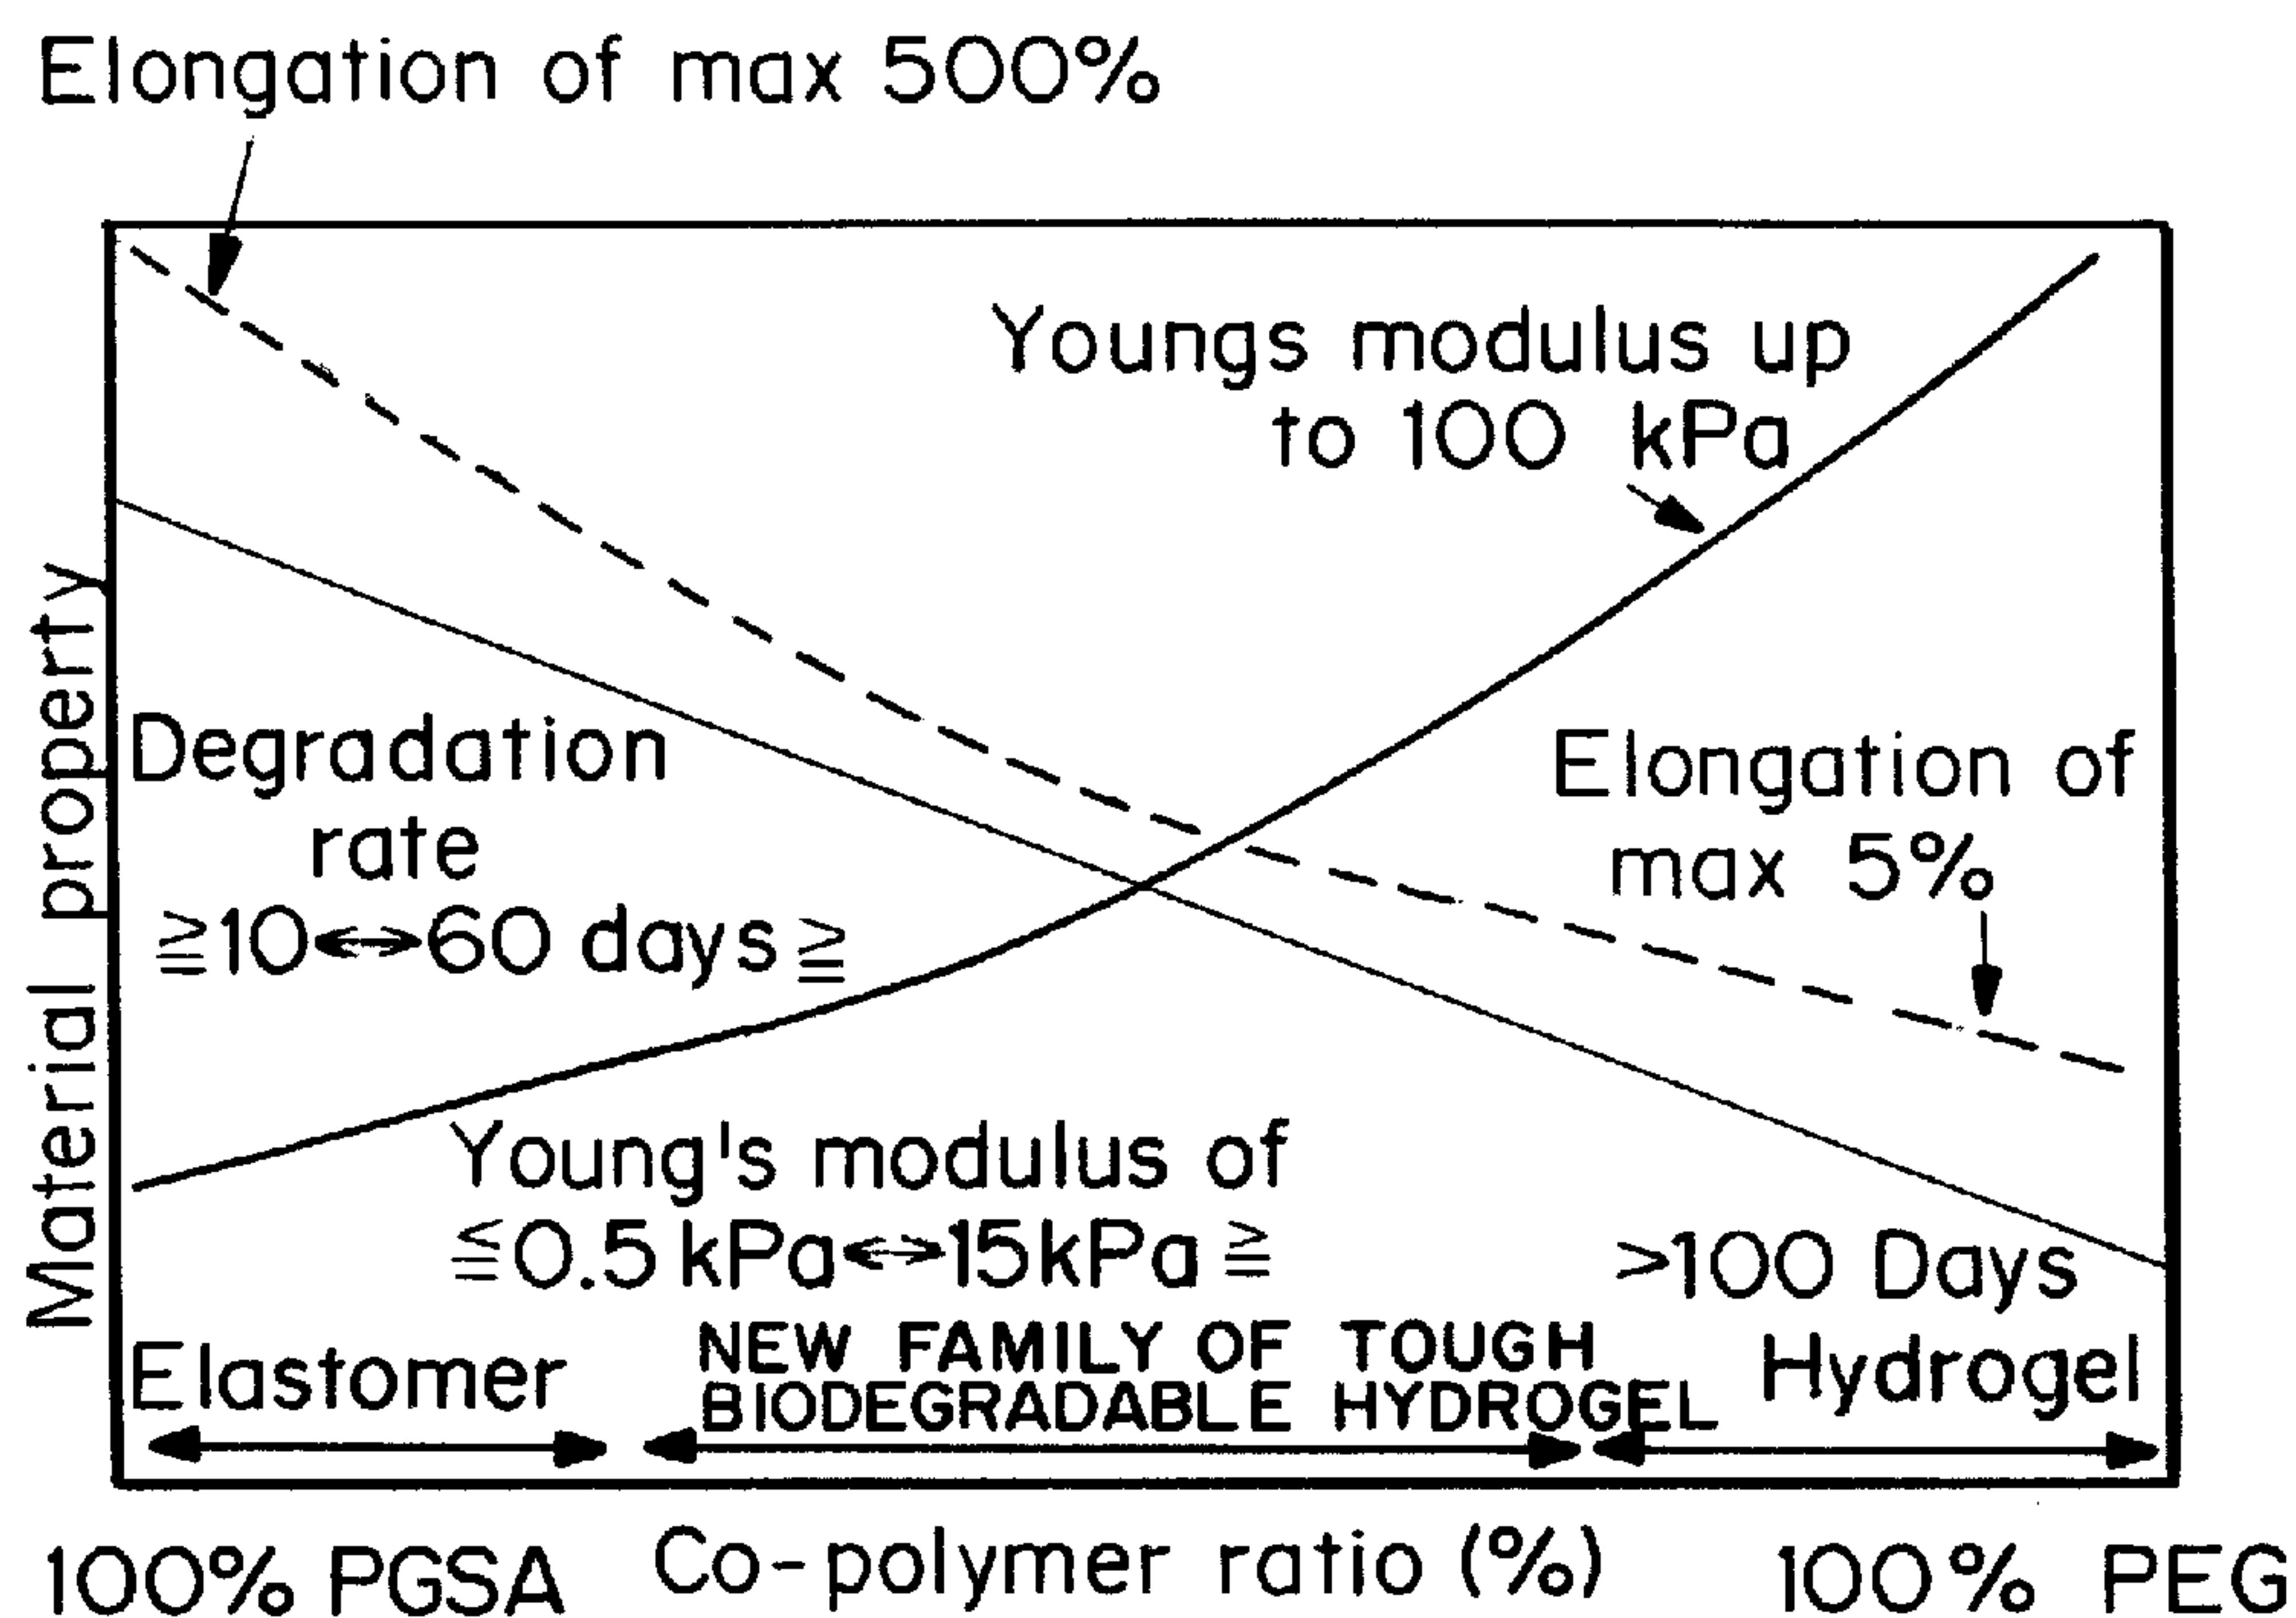 Elongation of max 500%
Youngs modulus up
to 100 kPa
Material property
Degradation
rate
≧10↔60 days≧
Elongation of
max 5%
Young's modulus of
≦0.5 kPa↔15kPa≧
>100 Days
Elastomer
NEW FAMILY OF TOUGH
BIODEGRADABLE HYDROGEL
Hydrogel
100% PGSA
Co-polymer ratio (%)
100% PEG